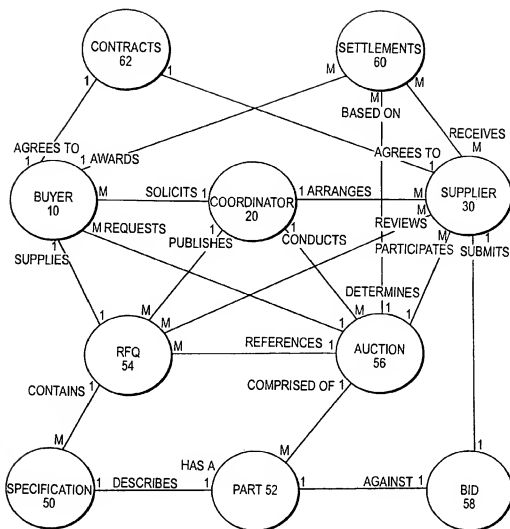 CONTRACTS
62
SETTLEMENTS
60
1
1
M
M
M
BASED ON
RECEIVES
M
AGREES TO
1
1 AWARDS
AGREES TO
1
BUYER
10
M
SOLICITS
1
COORDINATOR
20
1 ARRANGES
M
SUPPLIER
30
M REQUESTS
M
REVIEWS
M
1
SUPPLIES
PUBLISHES
1
1
CONDUCTS
M
PARTICIPATES
1
SUBMITS
DETERMINES
1
M
M
1
1
1
RFQ
54
M
M
REFERENCES
1
AUCTION
56
CONTAINS
1
COMPRISED OF
1
M
M
1
SPECIFICATION
50
1
DESCRIBES
HAS A
1
PART 52
1
AGAINST
1
BID
58